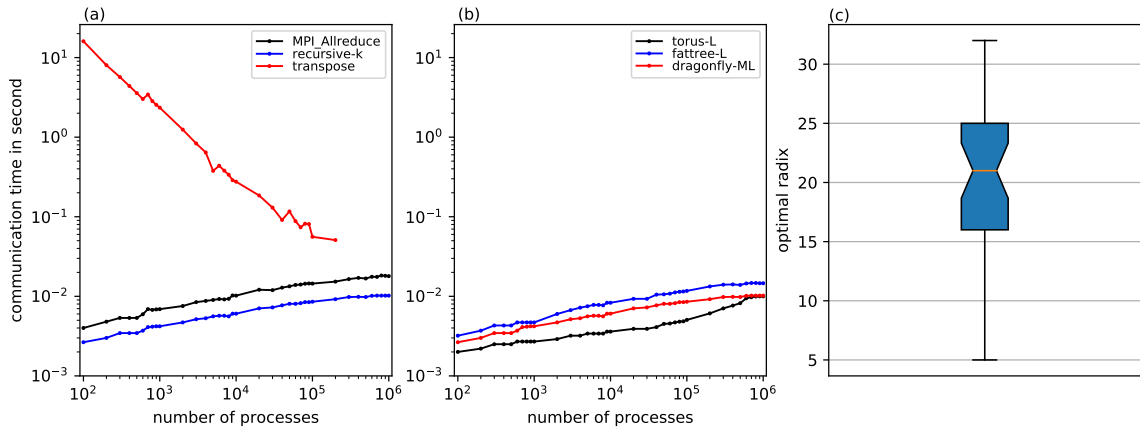 (a)
communication time in second
10^1
10^0
10^−1
10^−2
10^−3
MPI_Allreduce
recursive-k
transpose
10^2 10^3 10^4 10^5 10^6
number of processes
(b)
10^1
10^0
10^−1
10^−2
10^−3
torus-L
fattree-L
dragonfly-ML
10^2 10^3 10^4 10^5 10^6
number of processes
(c)
optimal radix
30
25
20
15
10
5